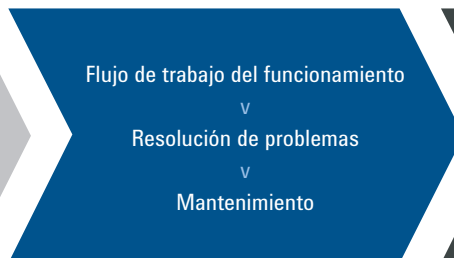 Flujo de trabajo del funcionamiento
v
Resolución de problemas
v
Mantenimiento